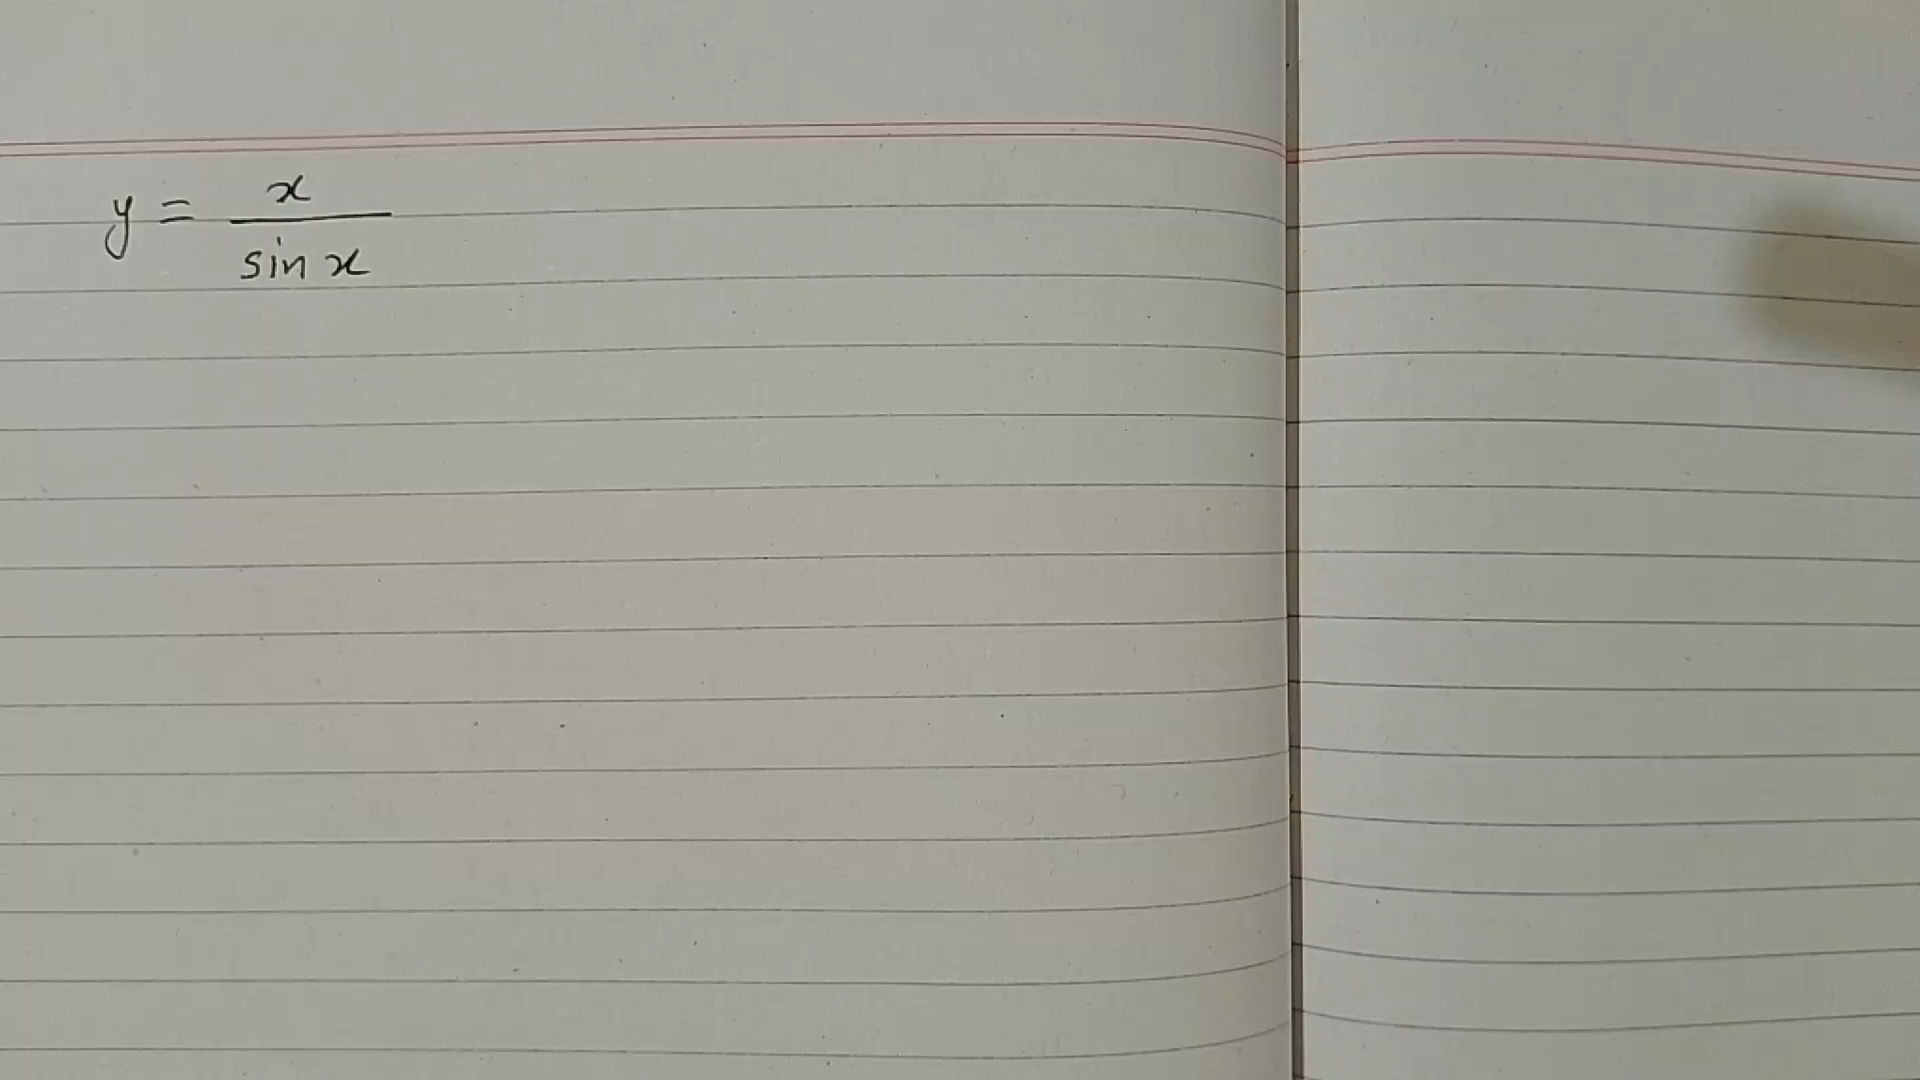 y = x / sin x